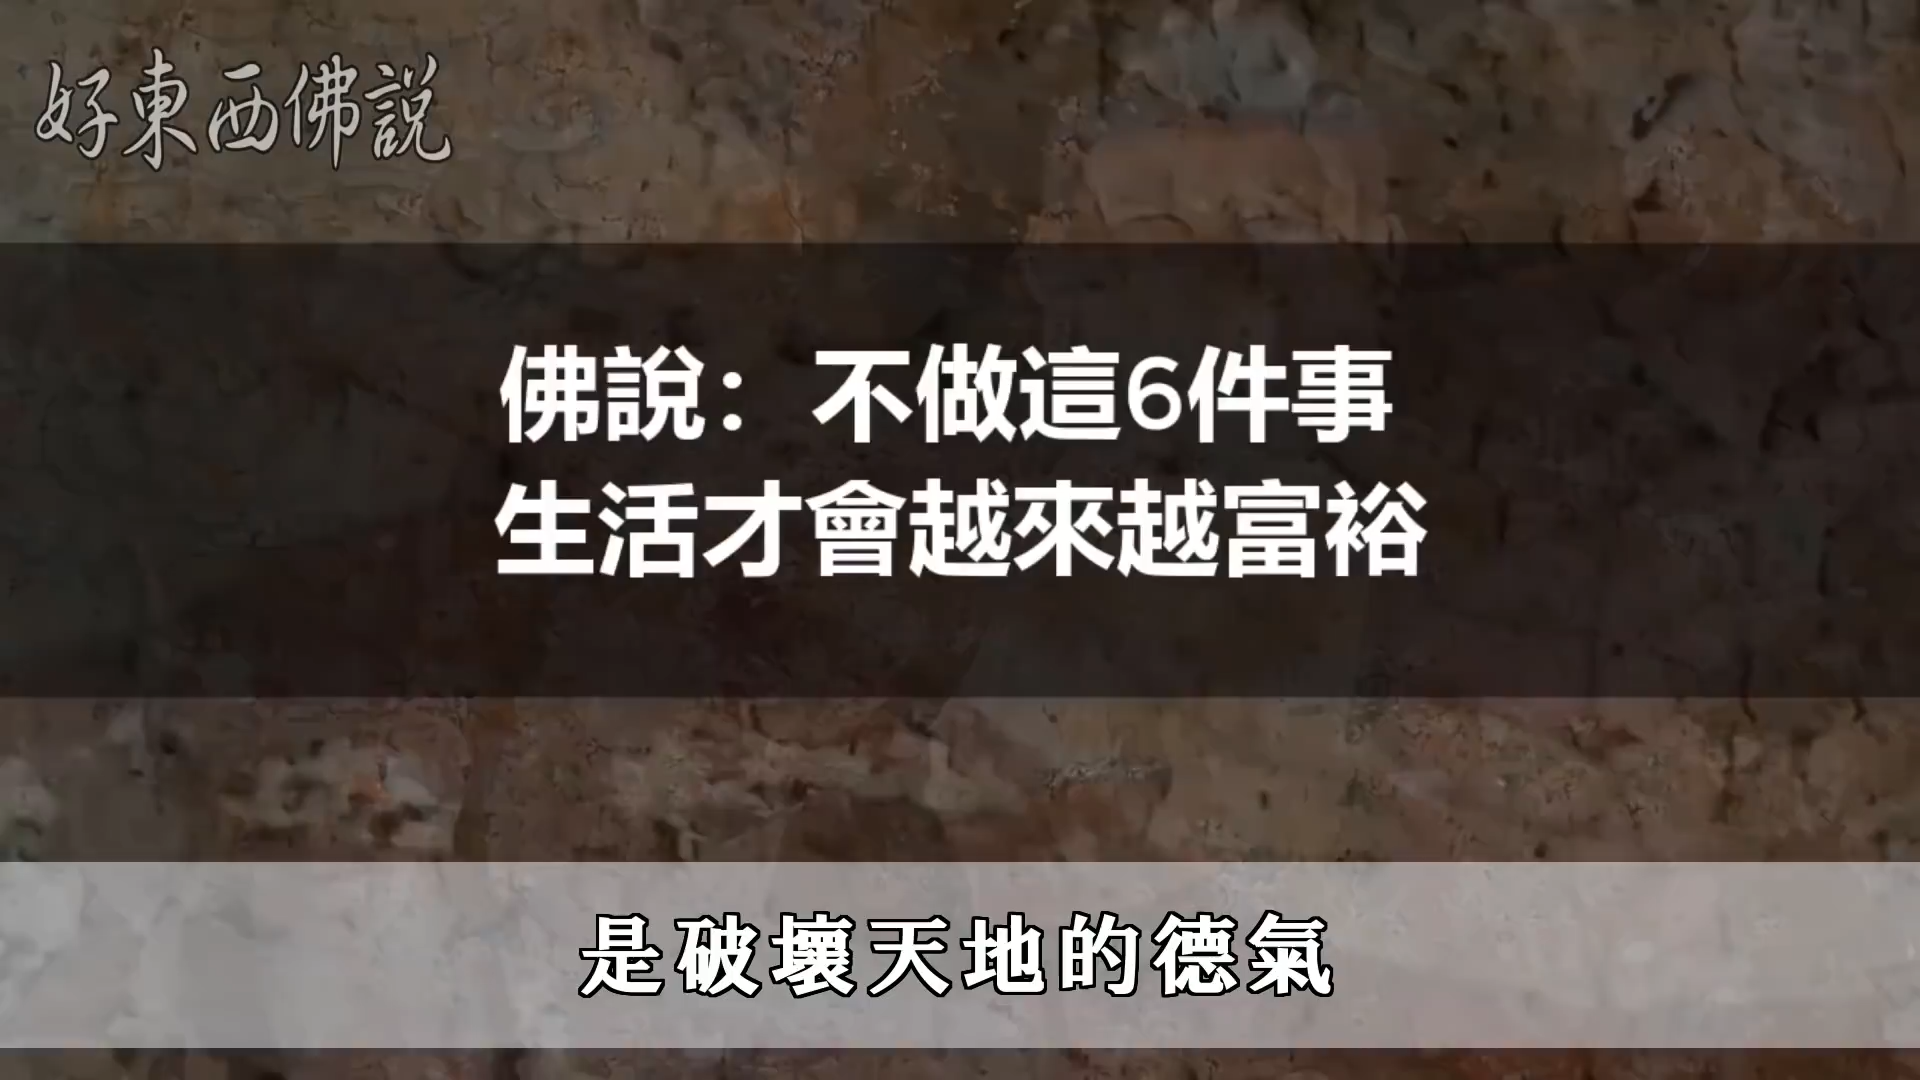 好東西佛說
佛說：不做這6件事
生活才會越來越富裕
是破壞天地的德氣